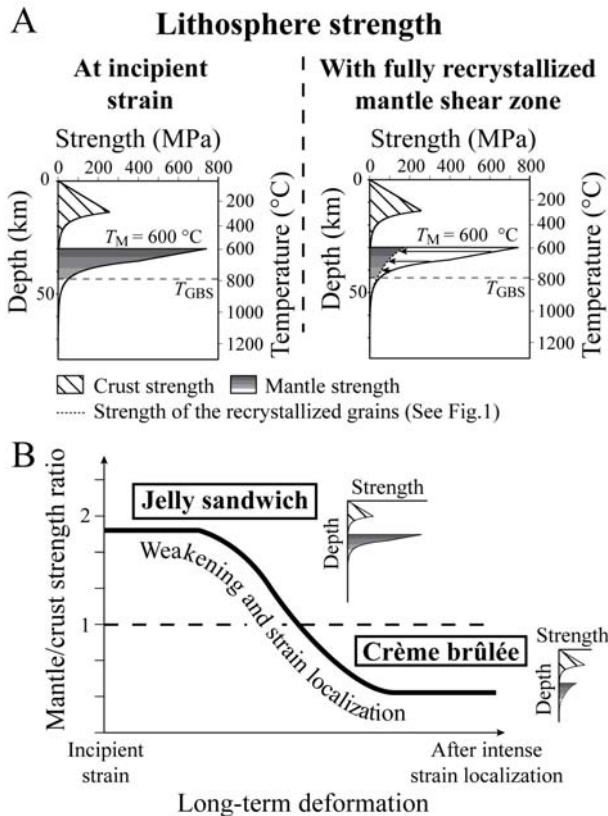 A
Lithosphere strength
At incipient
strain
With fully recrystallized
mantle shear zone
Strength (MPa)
0 200 400 600 800
0
50
Depth (km)
T_M = 600 °C
T_GBS
200
400
600
800
1000
1200
Temperature (°C)
Strength (MPa)
0 200 400 600 800
0
50
Depth (km)
T_M = 600 °C
T_GBS
200
400
600
800
1000
1200
Temperature (°C)
Crust strength
Mantle strength
Strength of the recrystallized grains (See Fig.1)
B
Mantle/crust strength ratio
2
1
Jelly sandwich
Weakening and strain localization
Strength
Depth
Crème brûlée
Strength
Depth
Incipient
strain
After intense
strain localization
Long-term deformation